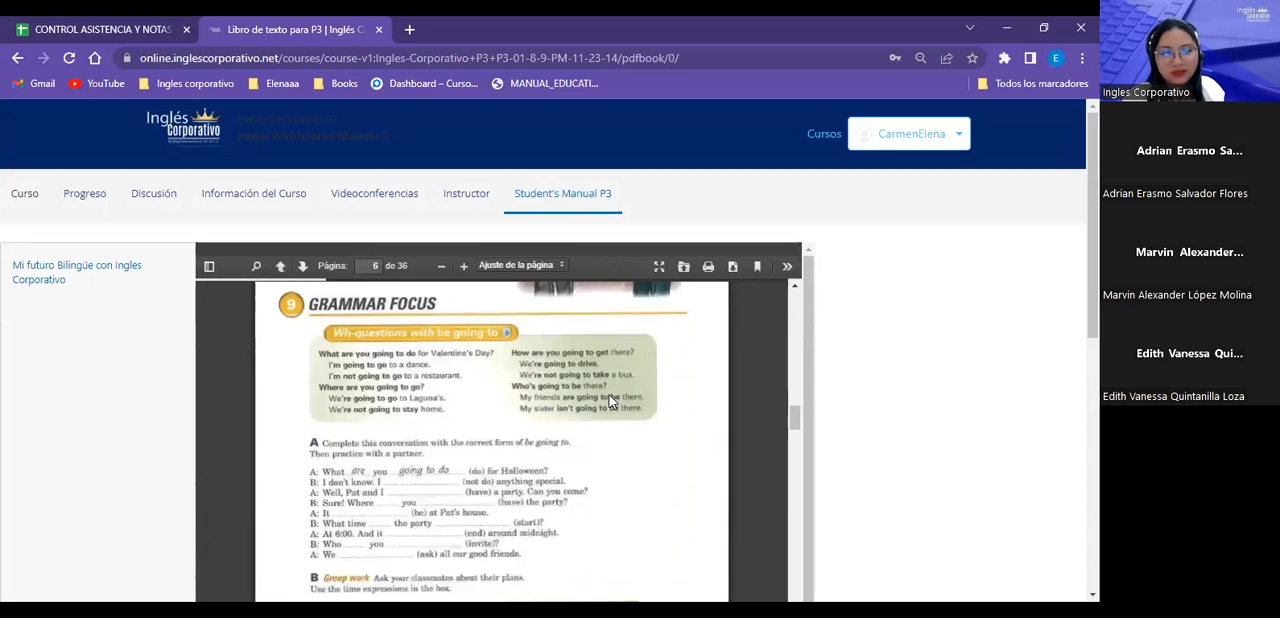 CONTROL ASISTENCIA Y NOTAS
Libro de texto para P3 | Inglés C
online.inglescorporativo.net/courses/course-v1:Ingles-Corporativo+P3+P3-01-8-9-PM-11-23-14/pdfbook/0/
E
Gmail
YouTube
Ingles corporativo
Elenaaa
Books
Dashboard – Curso...
MANUAL_EDUCATI...
Todos los marcadores
Inglés
Corporativo
Cursos
CarmenElena
Curso
Progreso
Discusión
Información del Curso
Videoconferencias
Instructor
Student's Manual P3
Mi futuro Bilingüe con Ingles
Corporativo
Página: 6 de 36
Ajuste de la página
9 GRAMMAR FOCUS
Wh-questions with be going to
What are you going to do for Valentine's Day?
I'm going to go to a dance.
I'm not going to go to a restaurant.
Where are you going to go?
We're going to go to Laguna's.
We're not going to stay home.
How are you going to get there?
We're going to drive.
We're not going to take a bus.
Who's going to be there?
My friends are going to be there.
My sister isn't going to be there.
A Complete this conversation with the correct form of be going to.
Then practice with a partner.
A: What are you going to do (do) for Halloween?
B: I don't know. I (not do) anything special.
A: Well, Pat and I (have) a party. Can you come?
B: Sure! Where you (have) the party?
A: It (be) at Pat's house.
B: What time the party (start)?
A: At 6:00. And it (end) around midnight.
B: Who you (invite)?
A: We (ask) all our good friends.
B Group work Ask your classmates about their plans.
Use the time expressions in the box.
Ingles Corporativo
Adrian Erasmo Sa...
Adrian Erasmo Salvador Flores
Marvin Alexander...
Marvin Alexander López Molina
Edith Vanessa Qui...
Edith Vanessa Quintanilla Loza